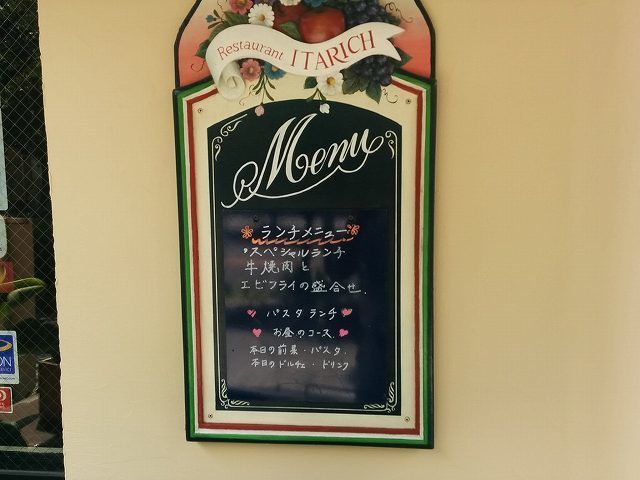 Restaurant ITARICH
Menu
ランチメニュー
スペシャルランチ
牛焼肉と
エビフライの盛合せ.
パスタランチ
お昼のコース.
本日の前菜・パスタ.
本日のドルチェ・ドリンク